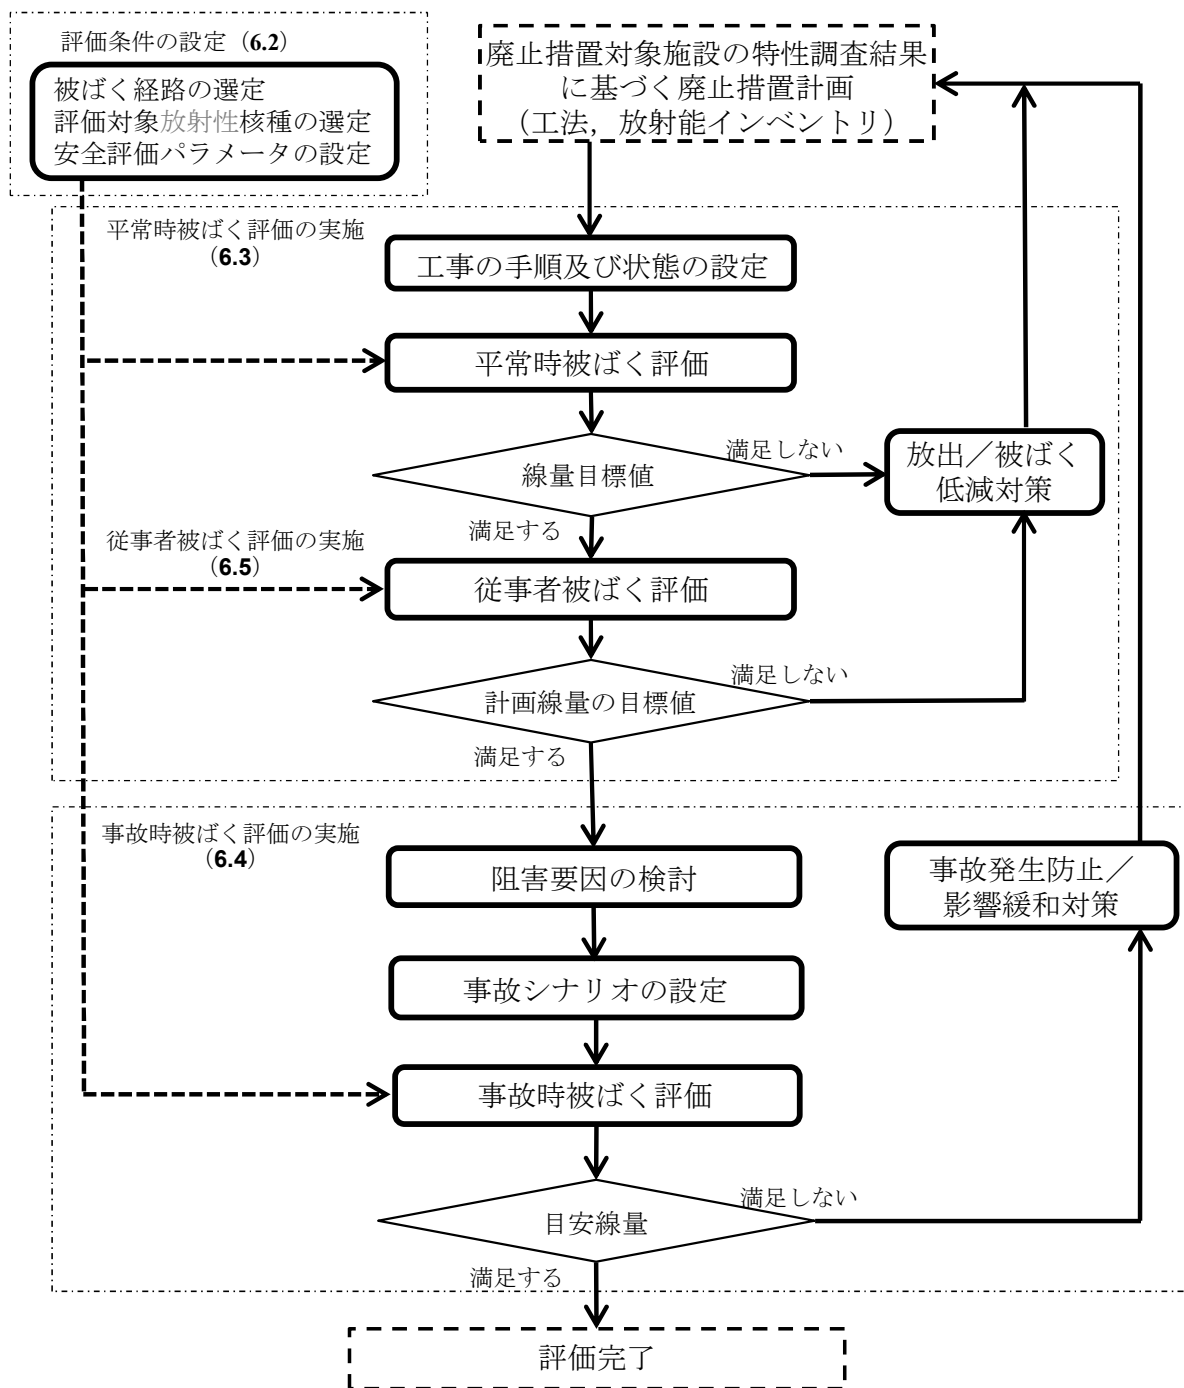 評価条件の設定（6.2）
被ばく経路の選定
評価対象放射性核種の選定
安全評価パラメータの設定
廃止措置対象施設の特性調査結果
に基づく廃止措置計画
（工法，放射能インベントリ）
平常時被ばく評価の実施
（6.3）
工事の手順及び状態の設定
平常時被ばく評価
線量目標値
満足しない
放出／被ばく
低減対策
満足する
従事者被ばく評価の実施
（6.5）
従事者被ばく評価
計画線量の目標値
満足しない
満足する
事故時被ばく評価の実施
（6.4）
阻害要因の検討
事故発生防止／
影響緩和対策
事故シナリオの設定
事故時被ばく評価
目安線量
満足しない
満足する
評価完了